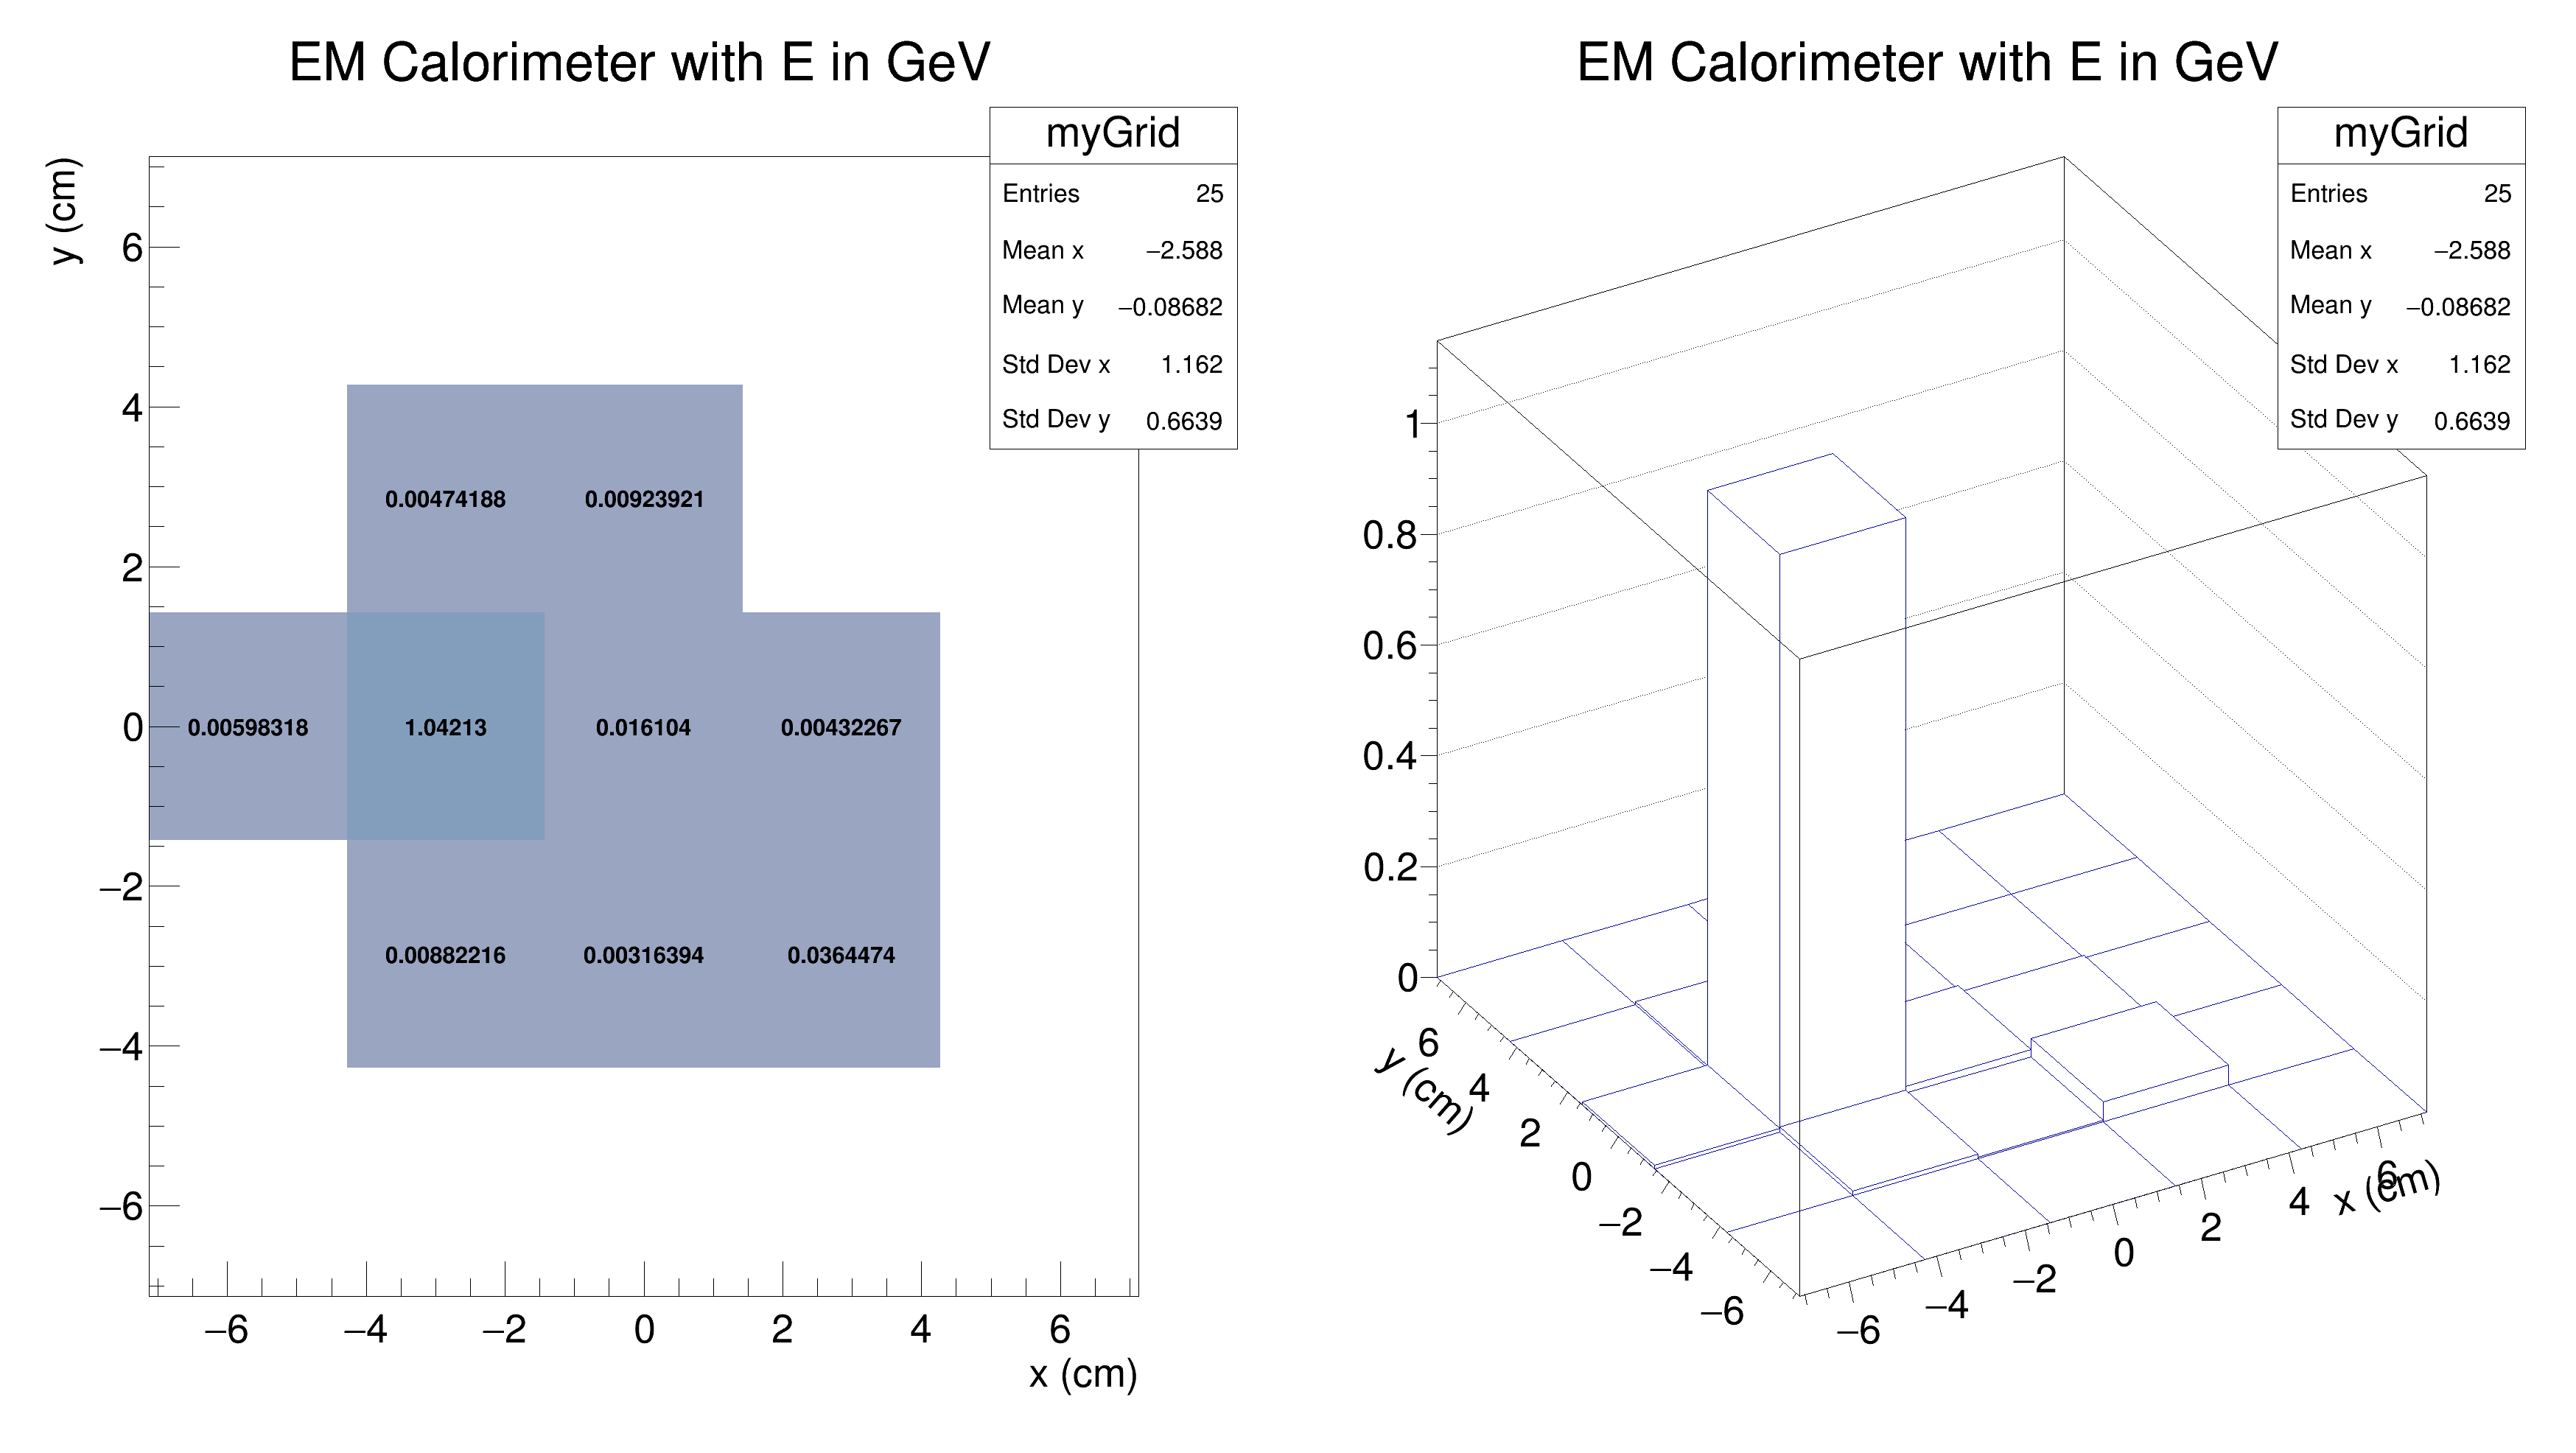 EM Calorimeter with E in GeV
myGrid
Entries 25
Mean x −2.588
Mean y −0.08682
Std Dev x 1.162
Std Dev y 0.6639
y (cm)
6
4
2
0
−2
−4
−6
0.00474188 0.00923921
0.00598318 1.04213 0.016104 0.00432267
0.00882216 0.00316394 0.0364474
−6 −4 −2 0 2 4 6
x (cm)
EM Calorimeter with E in GeV
myGrid
Entries 25
Mean x −2.588
Mean y −0.08682
Std Dev x 1.162
Std Dev y 0.6639
1
0.8
0.6
0.4
0.2
0
y (cm)
6
4
2
0
−2
−4
−6
−6 −4 −2 0 2 4 6
x (cm)